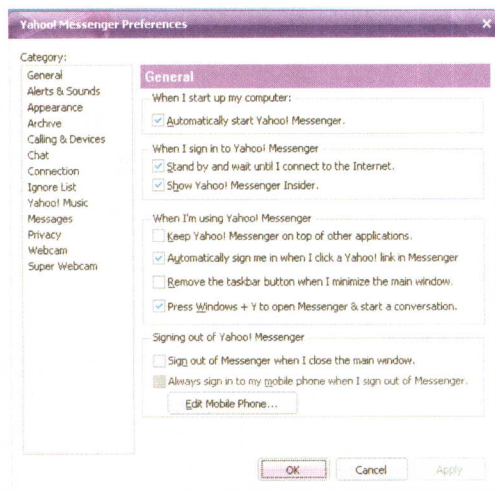 Yahoo! Messenger Preferences
Category:
General
Alerts & Sounds
Appearance
Archive
Calling & Devices
Chat
Connection
Ignore List
Yahoo! Music
Messages
Privacy
Webcam
Super Webcam
General
When I start up my computer:
Automatically start Yahoo! Messenger.
When I sign in to Yahoo! Messenger
Stand by and wait until I connect to the Internet.
Show Yahoo! Messenger Insider.
When I'm using Yahoo! Messenger
Keep Yahoo! Messenger on top of other applications.
Automatically sign me in when I click a Yahoo! link in Messenger
Remove the taskbar button when I minimize the main window.
Press Windows + Y to open Messenger & start a conversation.
Signing out of Yahoo! Messenger
Sign out of Messenger when I close the main window.
Always sign in to my mobile phone when I sign out of Messenger.
Edit Mobile Phone...
OK
Cancel
Apply